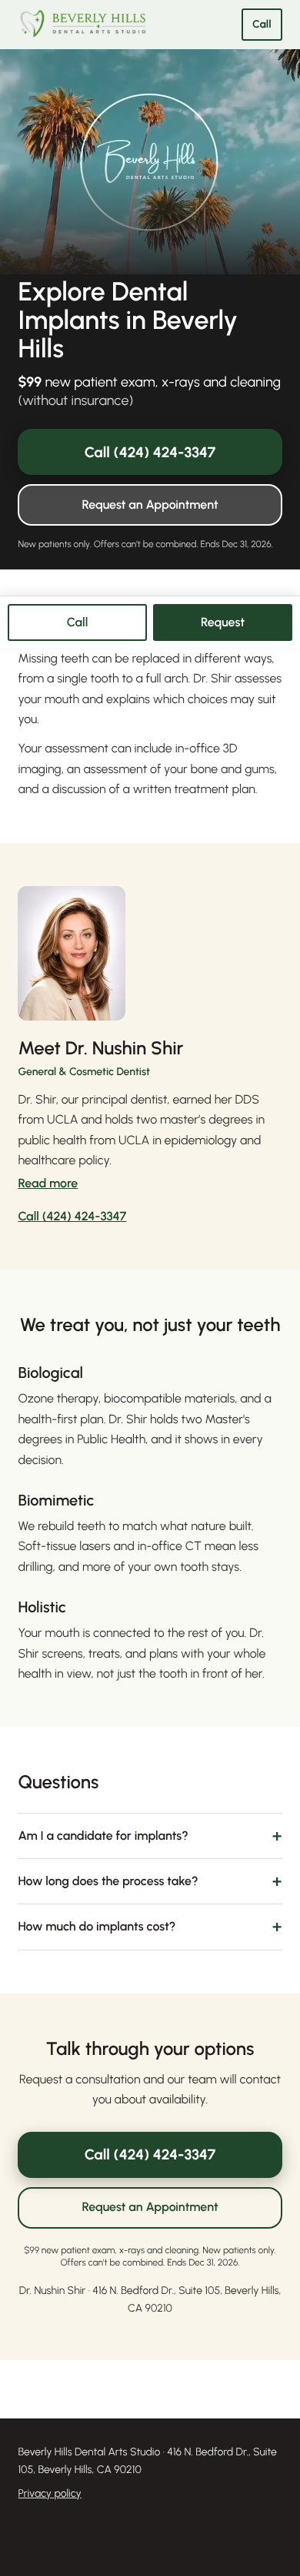 BEVERLY HILLS
DENTAL ARTS STUDIO
Call
Beverly Hills
DENTAL ARTS STUDIO
Explore Dental
Implants in Beverly
Hills
$99 new patient exam, x-rays and cleaning
(without insurance)
Call (424) 424-3347
Request an Appointment
New patients only. Offers can't be combined. Ends Dec 31, 2026.
Call
Request
Missing teeth can be replaced in different ways,
from a single tooth to a full arch. Dr. Shir assesses
your mouth and explains which choices may suit
you.
Your assessment can include in-office 3D
imaging, an assessment of your bone and gums,
and a discussion of a written treatment plan.
Meet Dr. Nushin Shir
General & Cosmetic Dentist
Dr. Shir, our principal dentist, earned her DDS
from UCLA and holds two master's degrees in
public health from UCLA in epidemiology and
healthcare policy.
Read more
Call (424) 424-3347
We treat you, not just your teeth
Biological
Ozone therapy, biocompatible materials, and a
health-first plan. Dr. Shir holds two Master's
degrees in Public Health, and it shows in every
decision.
Biomimetic
We rebuild teeth to match what nature built.
Soft-tissue lasers and in-office CT mean less
drilling, and more of your own tooth stays.
Holistic
Your mouth is connected to the rest of you. Dr.
Shir screens, treats, and plans with your whole
health in view, not just the tooth in front of her.
Questions
Am I a candidate for implants? +
How long does the process take? +
How much do implants cost? +
Talk through your options
Request a consultation and our team will contact
you about availability.
Call (424) 424-3347
Request an Appointment
$99 new patient exam, x-rays and cleaning. New patients only.
Offers can't be combined. Ends Dec 31, 2026.
Dr. Nushin Shir · 416 N. Bedford Dr., Suite 105, Beverly Hills,
CA 90210
Beverly Hills Dental Arts Studio · 416 N. Bedford Dr., Suite
105, Beverly Hills, CA 90210
Privacy policy